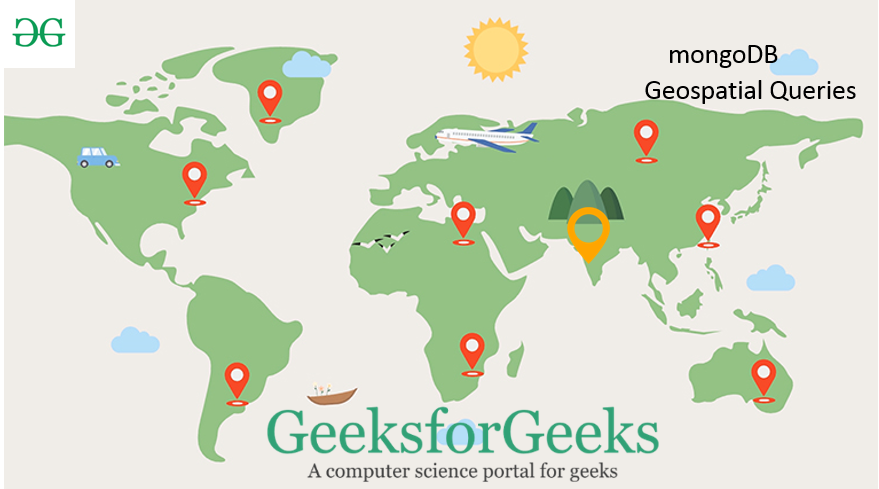 mongoDB
Geospatial Queries
GeeksforGeeks
A computer science portal for geeks